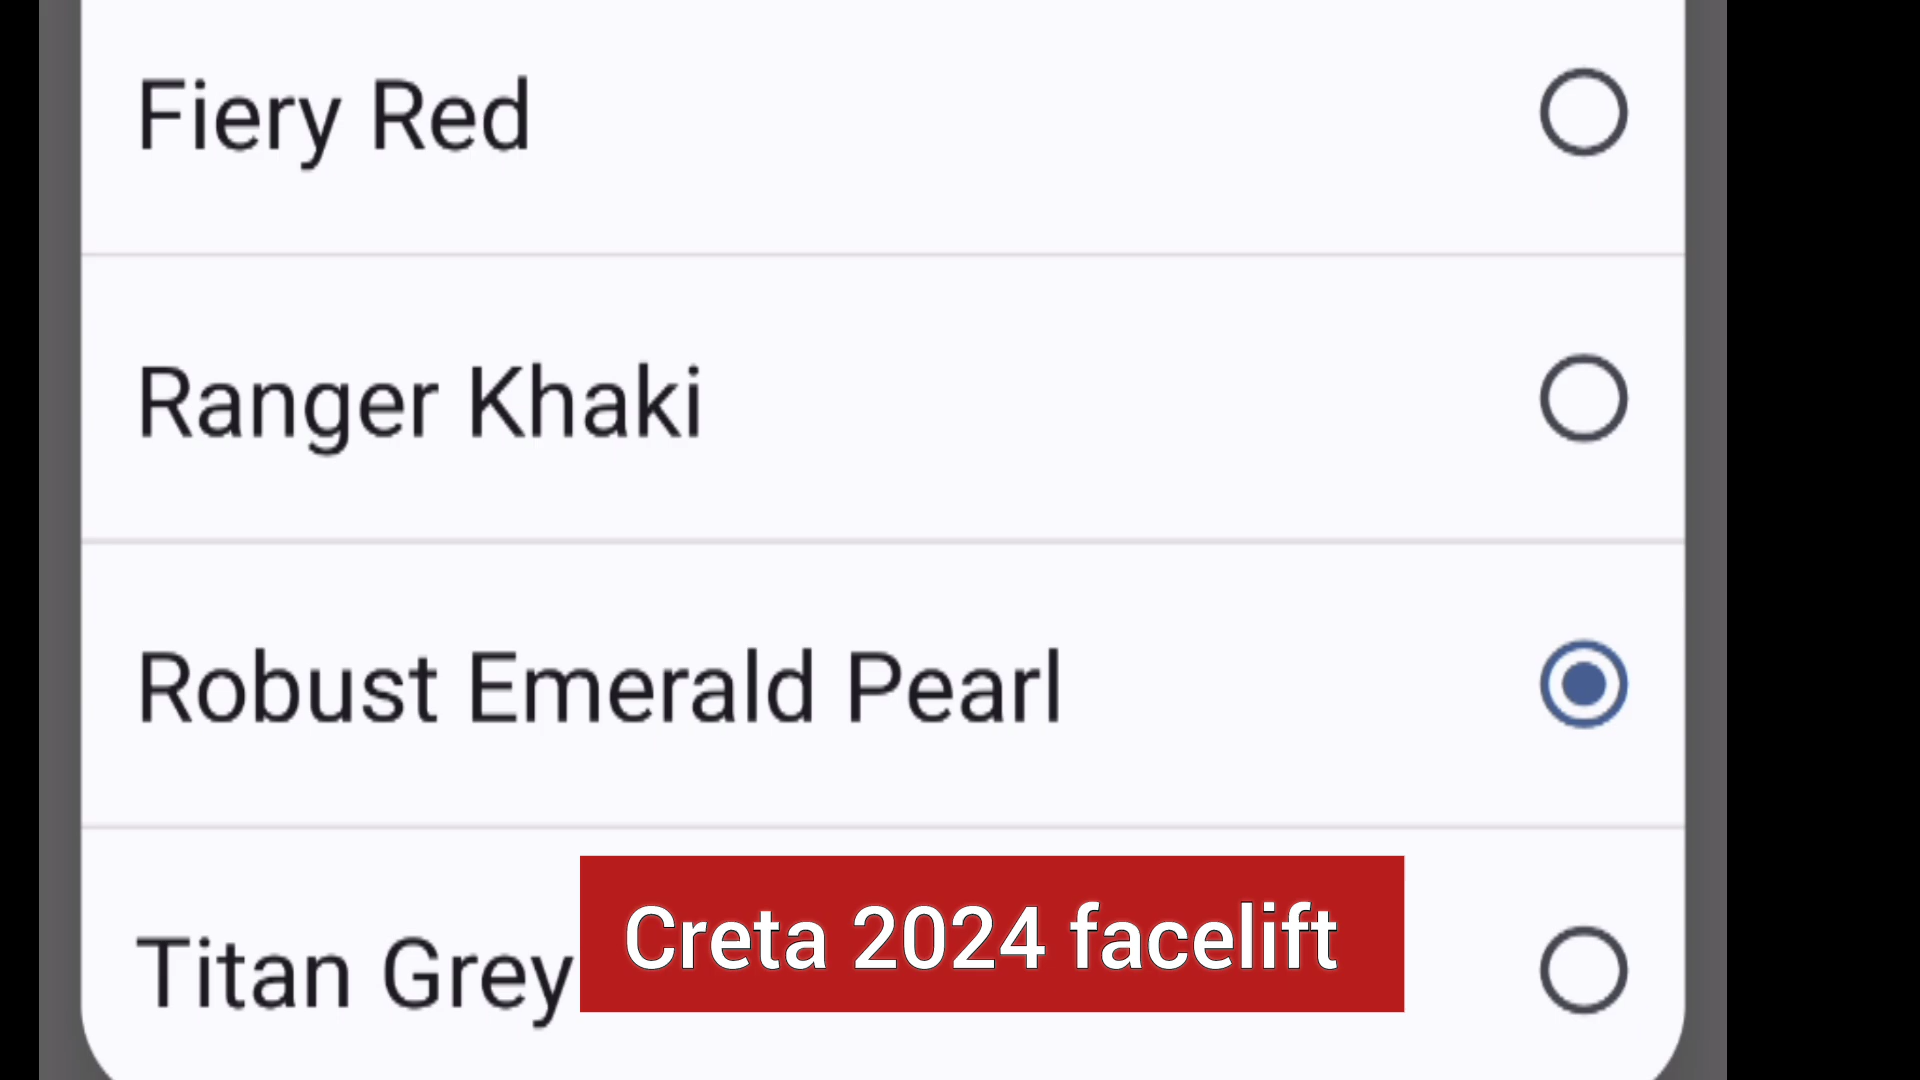 Fiery Red
Ranger Khaki
Robust Emerald Pearl
Titan Grey
Creta 2024 facelift